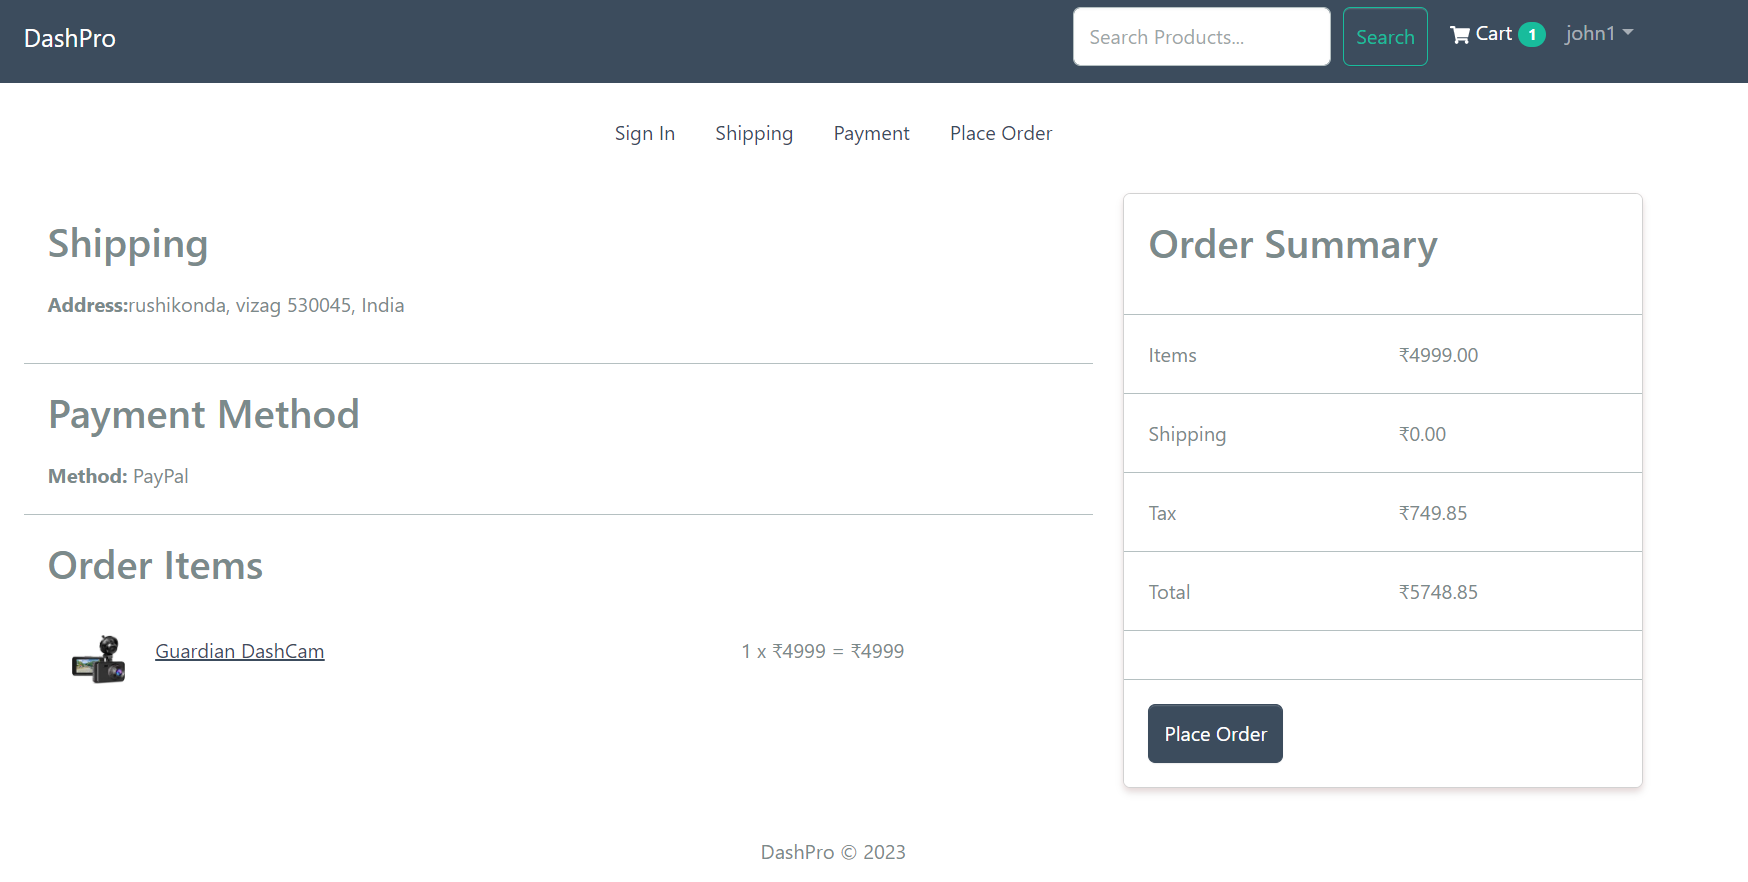 DashPro
Search Products...
Search
Cart 1
john1
Sign In
Shipping
Payment
Place Order
Shipping
Address:rushikonda, vizag 530045, India
Payment Method
Method: PayPal
Order Items
Guardian DashCam
1 x ₹4999 = ₹4999
Order Summary
Items ₹4999.00
Shipping ₹0.00
Tax ₹749.85
Total ₹5748.85
Place Order
DashPro © 2023